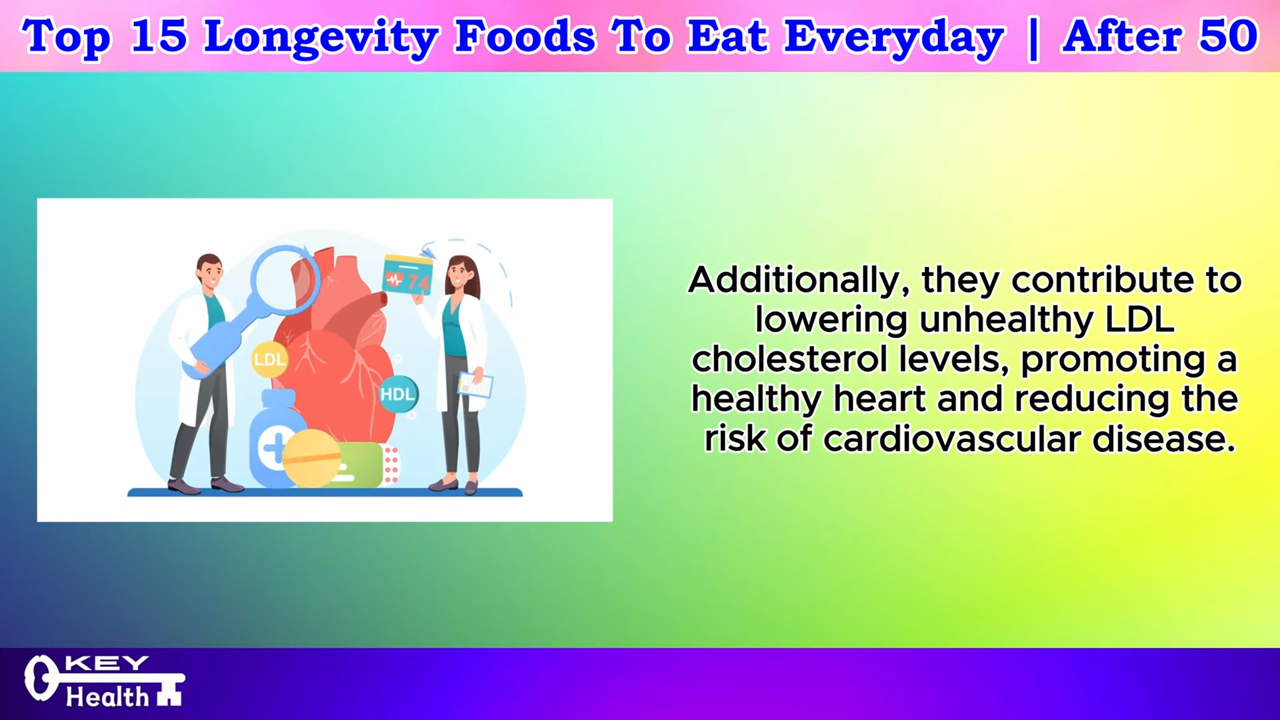 Top 15 Longevity Foods To Eat Everyday | After 50
74
LDL
HDL
Additionally, they contribute to
lowering unhealthy LDL
cholesterol levels, promoting a
healthy heart and reducing the
risk of cardiovascular disease.
KEY
Health